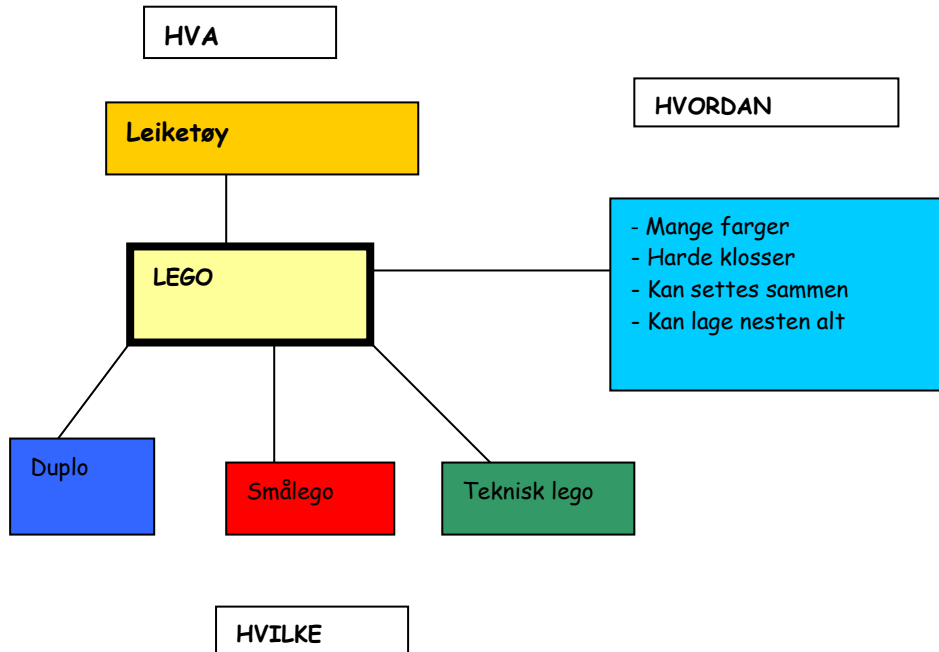 HVA
HVORDAN
Leiketøy
- Mange farger
- Harde klosser
- Kan settes sammen
- Kan lage nesten alt
LEGO
Duplo
Smålego
Teknisk lego
HVILKE